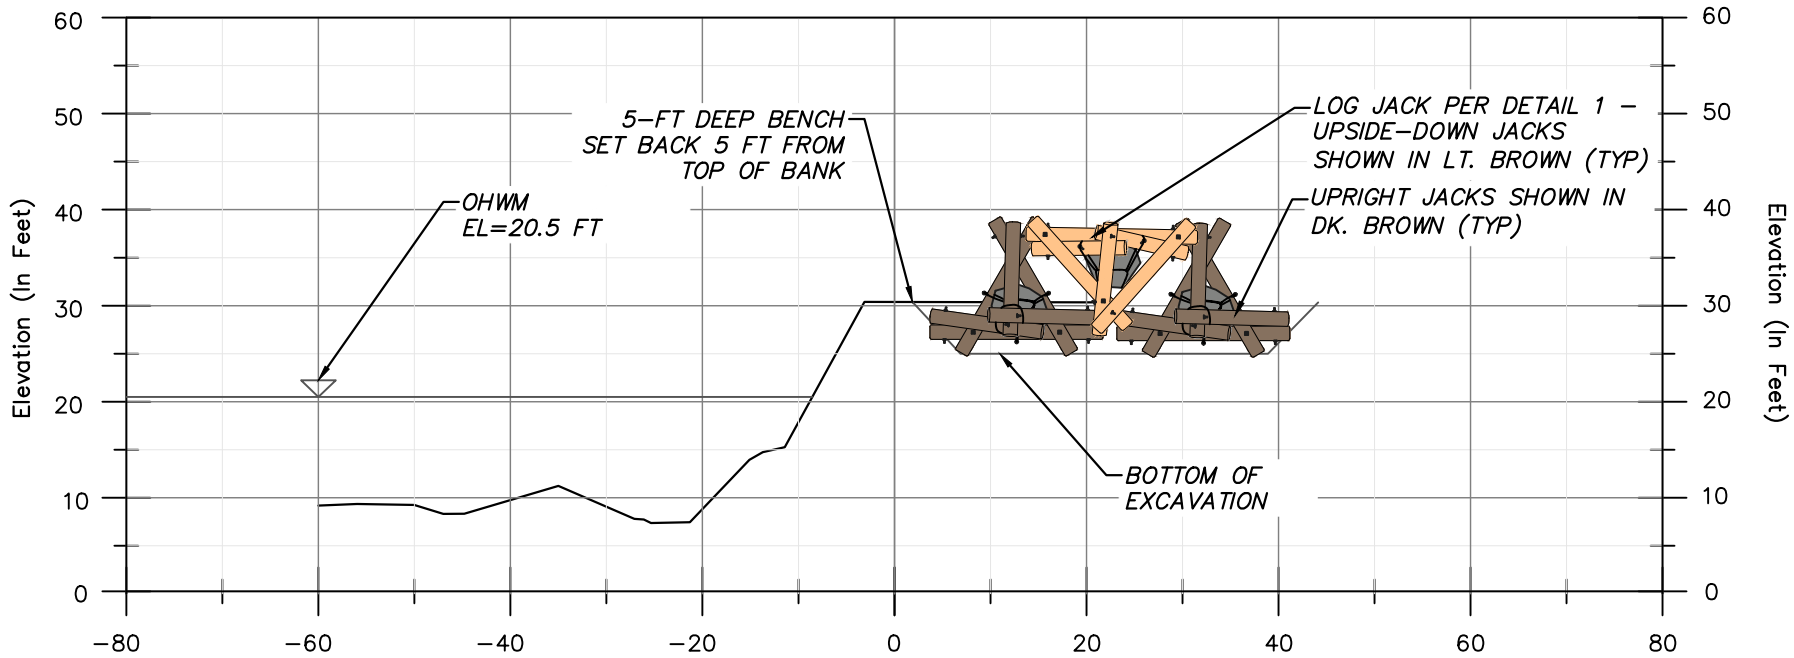 60
60
50
50
40
40
30
30
20
20
10
10
0
0
5-FT DEEP BENCH
SET BACK 5 FT FROM
TOP OF BANK
LOG JACK PER DETAIL 1 -
UPSIDE-DOWN JACKS
SHOWN IN LT. BROWN (TYP)
UPRIGHT JACKS SHOWN IN
DK. BROWN (TYP)
OHWM
EL=20.5 FT
BOTTOM OF
EXCAVATION
Elevation (In Feet)
Elevation (In Feet)
-80
-60
-40
-20
0
20
40
60
80